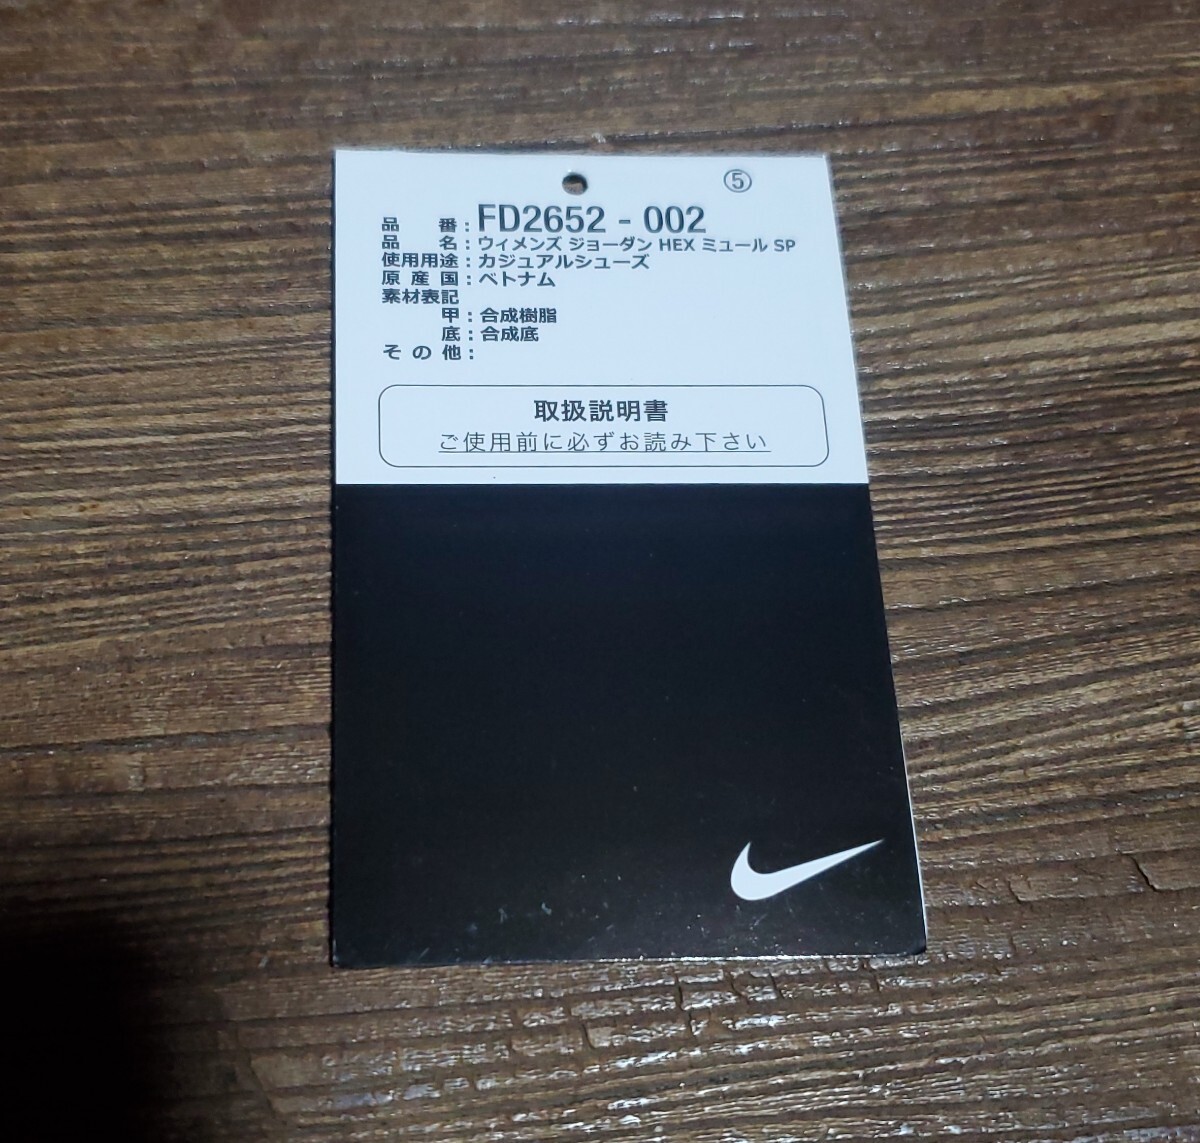 ⑤
品番:FD2652-002
品名:ウィメンズ ジョーダン HEX ミュール SP
使用用途:カジュアルシューズ
原産国:ベトナム
素材表記
甲:合成樹脂
底:合成底
その他:
取扱説明書
ご使用前に必ずお読み下さい